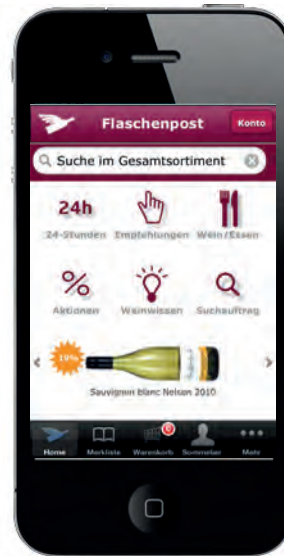 Flaschenpost
Konto
Suche im Gesamtsortiment
24h
24-Stunden Empfehlungen Wein/Essen
%
Aktionen Weinwissen Suchauftrag
10%
Sauvignon blanc Nelson 2010
Home Merkliste Warenkorb Sommelier Mehr